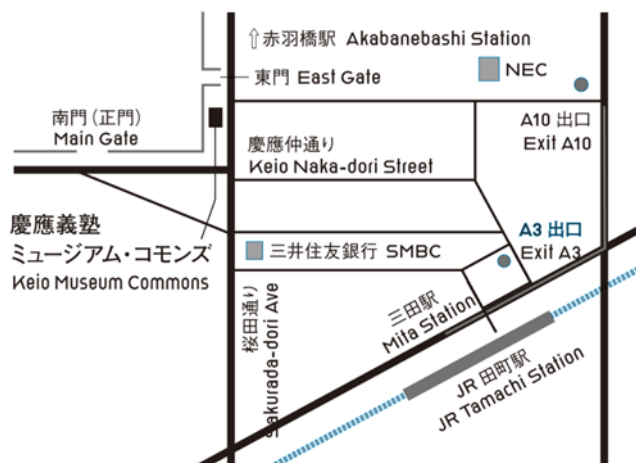 ⇧赤羽橋駅 Akabanebashi Station
東門 East Gate
NEC
南門(正門)
Main Gate
A10 出口
Exit A10
慶應仲通り
Keio Naka-dori Street
慶應義塾
ミュージアム・コモンズ
Keio Museum Commons
A3 出口
Exit A3
三井住友銀行 SMBC
桜田通り
Sakurada-dori Ave
三田駅
Mita Station
JR 田町駅
JR Tamachi Station